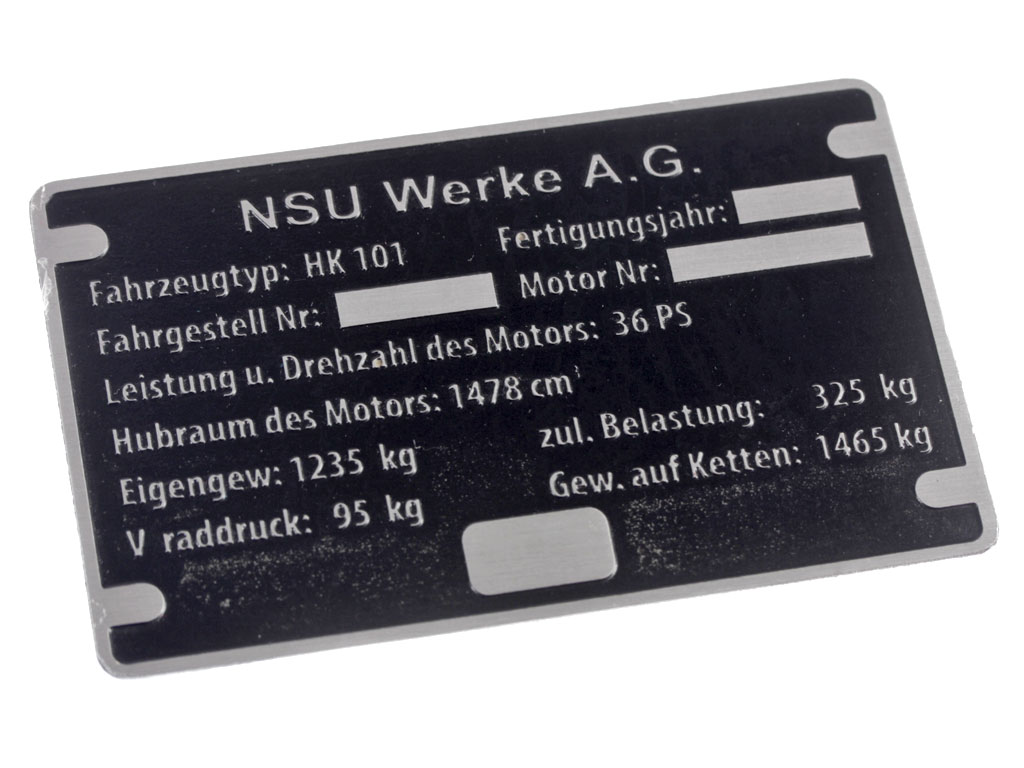 NSU Werke A.G.
Fahrzeugtyp: HK 101 Fertigungsjahr:
Fahrgestell Nr: Motor Nr:
Leistung u. Drehzahl des Motors: 36 PS
Hubraum des Motors: 1478 cm³
Eigengew: 1235 kg zul. Belastung: 325 kg
V raddruck: 95 kg Gew. auf Ketten: 1465 kg